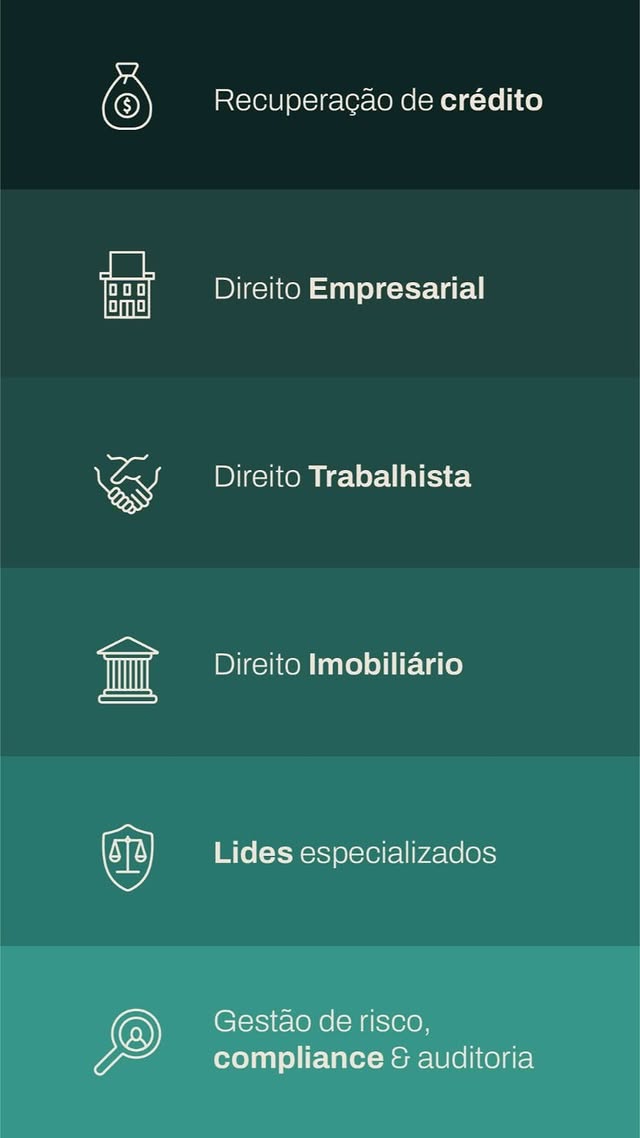 Recuperação de crédito
Direito Empresarial
Direito Trabalhista
Direito Imobiliário
Lides especializados
Gestão de risco,
compliance & auditoria